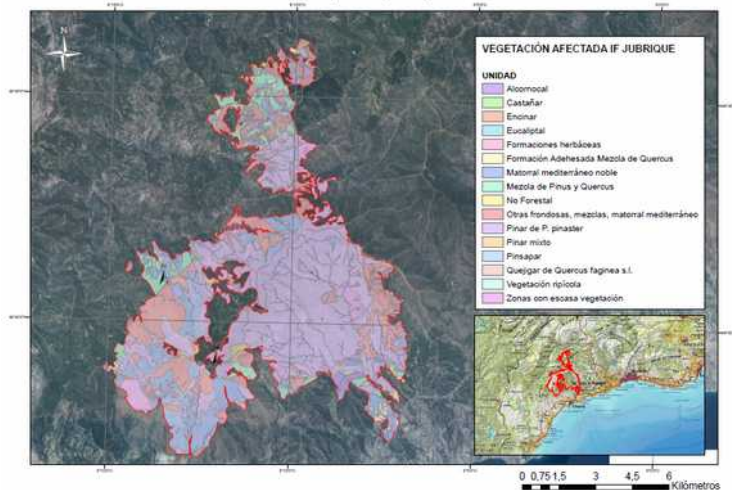 N
VEGETACIÓN AFECTADA IF JUBRIQUE
UNIDAD
Alcornocal
Castañar
Encinar
Eucaliptal
Formaciones herbáceas
Formación Adehesada Mezcla de Quercus
Matorral mediterráneo noble
Mezcla de Pinus y Quercus
No Forestal
Otras frondosas, mezclas, matorral mediterráneo
Pinar de P. pinaster
Pinar mixto
Pinsapar
Quejigar de Quercus faginea s.l.
Vegetación ripícola
Zonas con escasa vegetación
0 0,75 1,5 3 4,5 6
Kilómetros